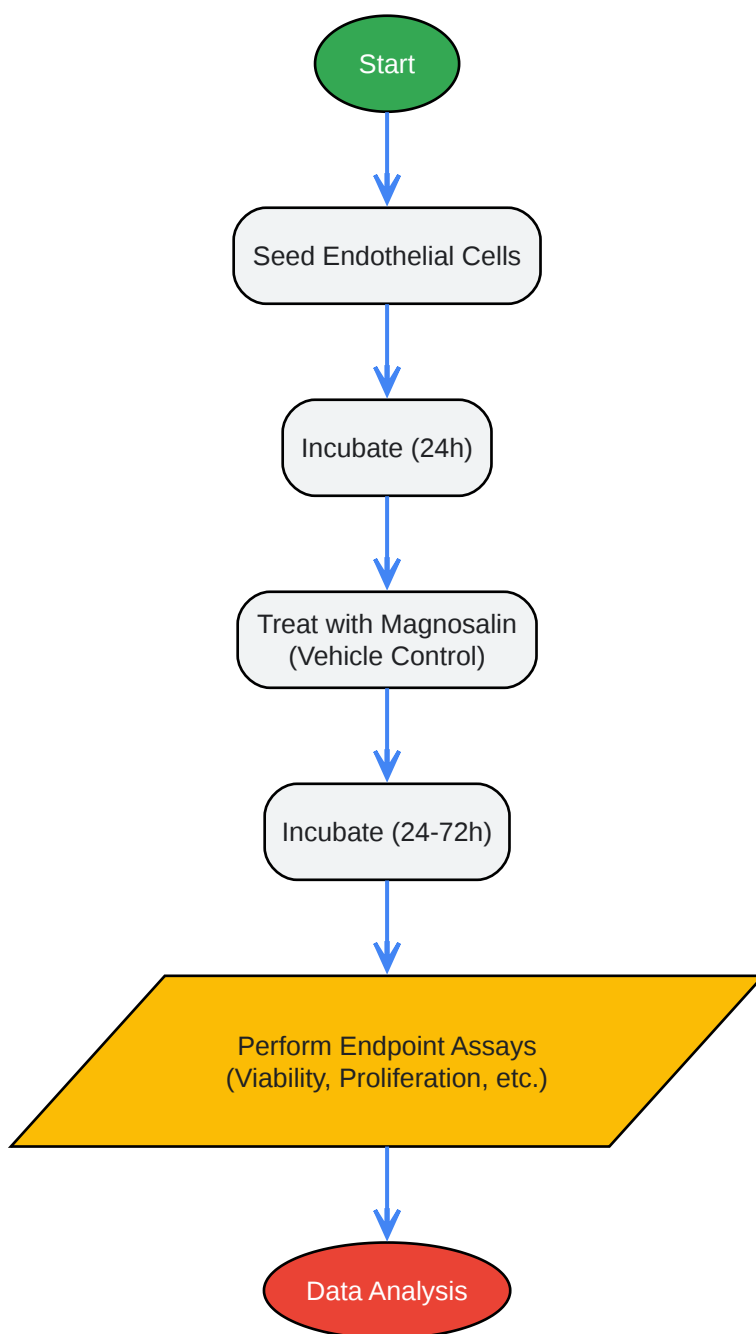 Start
Seed Endothelial Cells
Incubate (24h)
Treat with Magnosalin
(Vehicle Control)
Incubate (24-72h)
Perform Endpoint Assays
(Viability, Proliferation, etc.)
Data Analysis